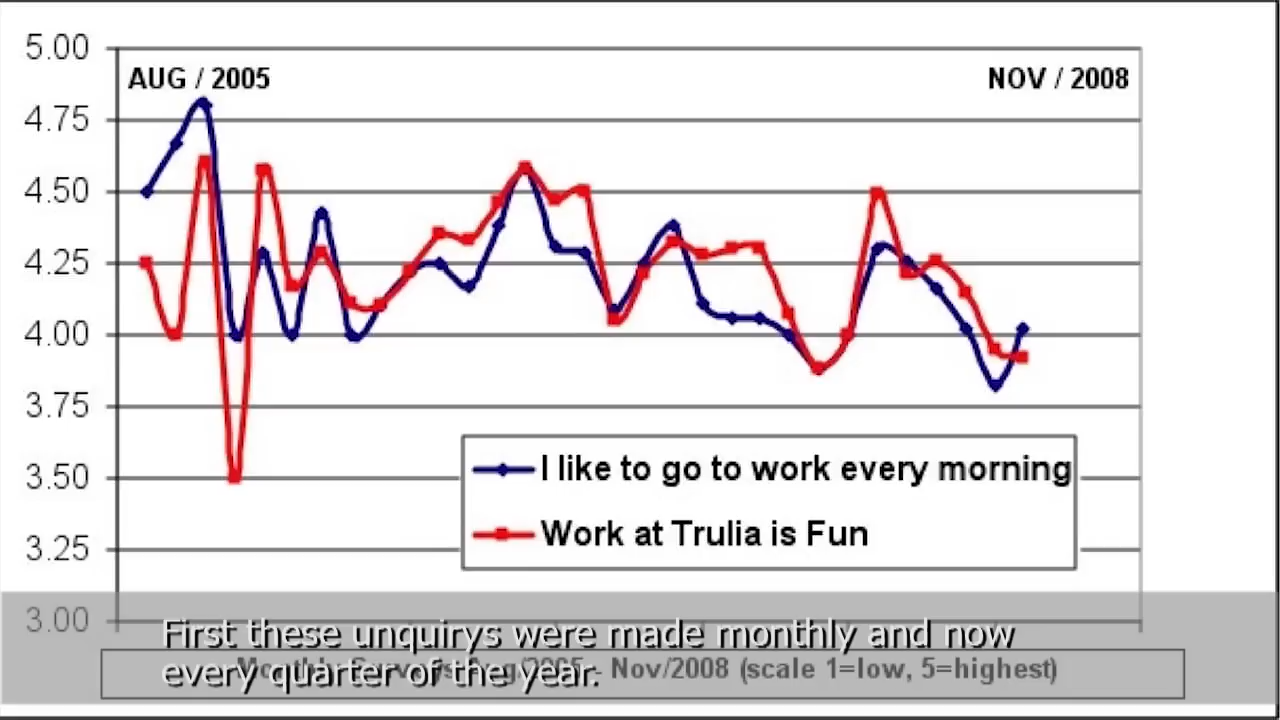 5.00
AUG / 2005
NOV / 2008
4.75
4.50
4.25
4.00
3.75
3.50
3.25
3.00
I like to go to work every morning
Work at Trulia is Fun
First these unquirys were made monthly and now
every quarter of the year.
Nov/2008 (scale 1=low, 5=highest)